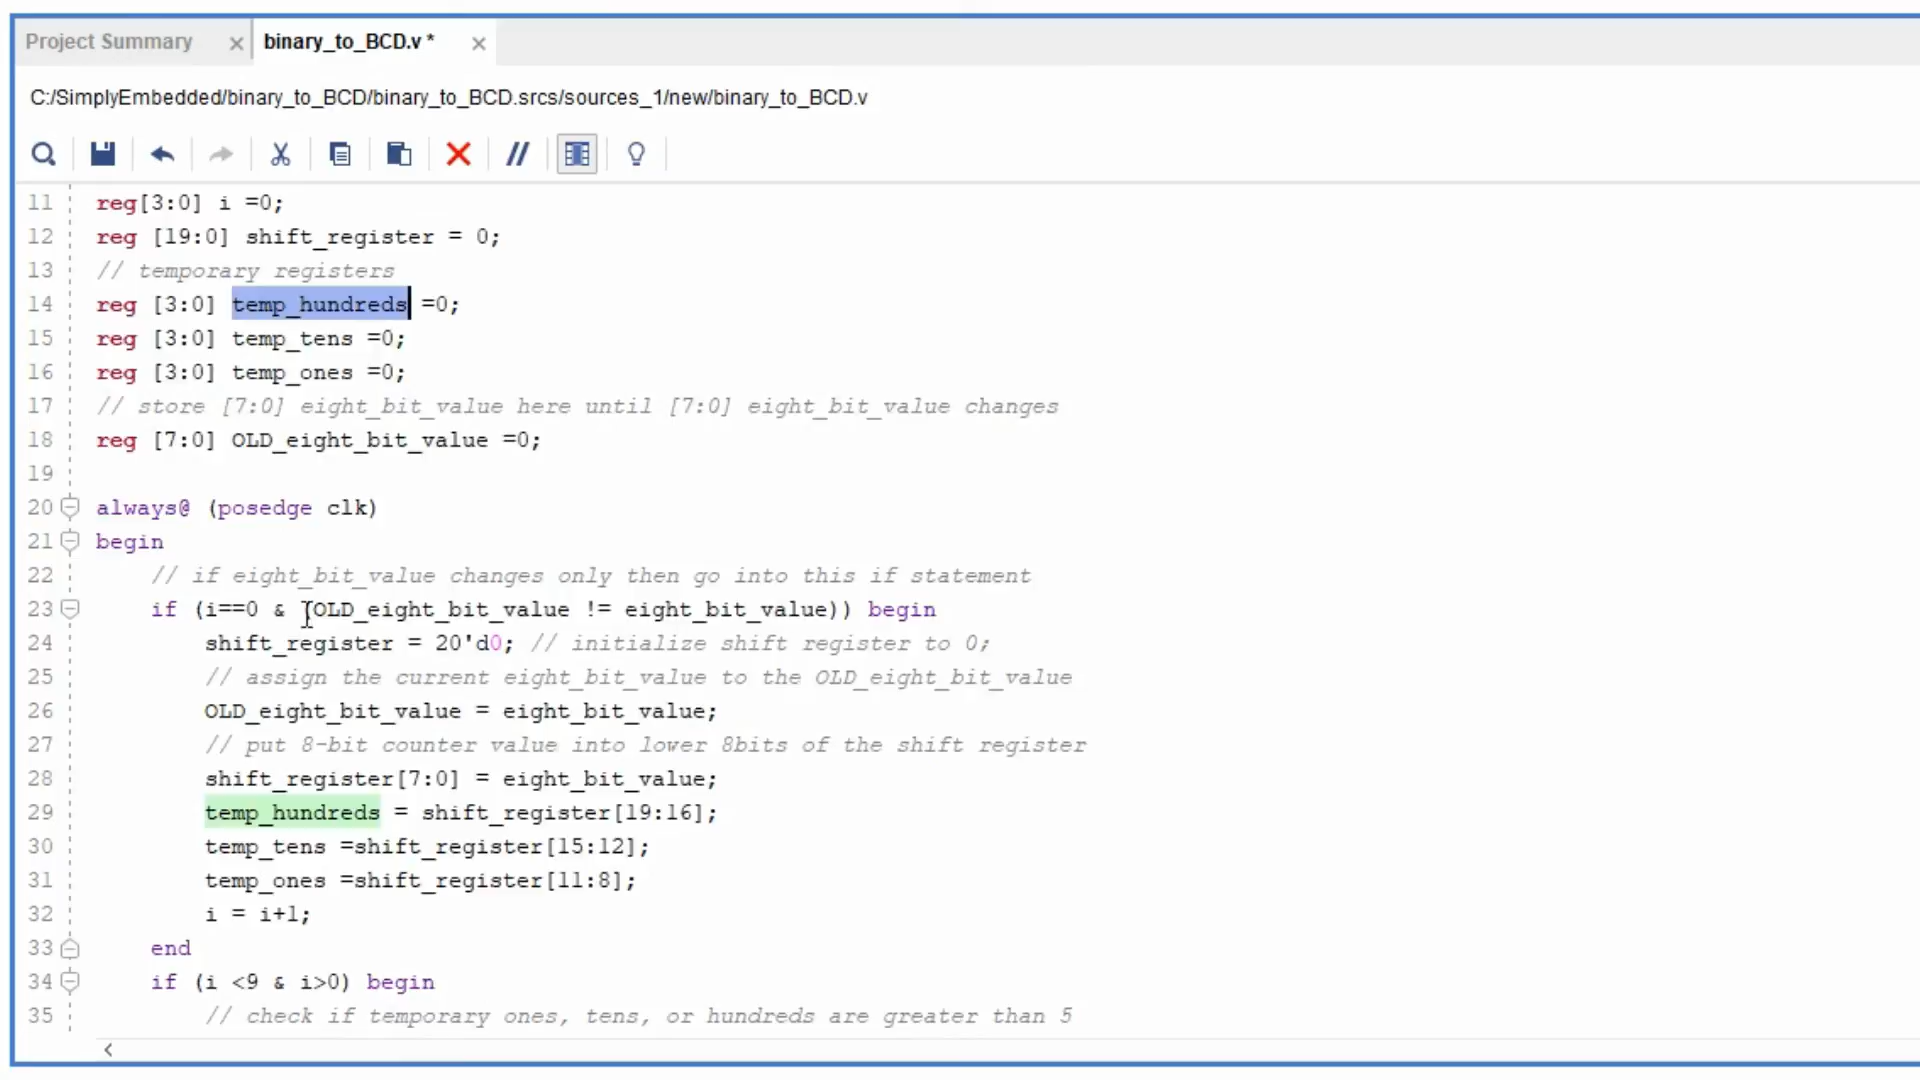 Project Summary
binary_to_BCD.v *
C:/SimplyEmbedded/binary_to_BCD/binary_to_BCD.srcs/sources_1/new/binary_to_BCD.v
11 reg[3:0] i =0;
12 reg [19:0] shift_register = 0;
13 // temporary registers
14 reg [3:0] temp_hundreds =0;
15 reg [3:0] temp_tens =0;
16 reg [3:0] temp_ones =0;
17 // store [7:0] eight_bit_value here until [7:0] eight_bit_value changes
18 reg [7:0] OLD_eight_bit_value =0;
19
20 always@ (posedge clk)
21 begin
22 // if eight_bit_value changes only then go into this if statement
23 if (i==0 & (OLD_eight_bit_value != eight_bit_value)) begin
24 shift_register = 20'd0; // initialize shift register to 0;
25 // assign the current eight_bit_value to the OLD_eight_bit_value
26 OLD_eight_bit_value = eight_bit_value;
27 // put 8-bit counter value into lower 8bits of the shift register
28 shift_register[7:0] = eight_bit_value;
29 temp_hundreds = shift_register[19:16];
30 temp_tens =shift_register[15:12];
31 temp_ones =shift_register[11:8];
32 i = i+1;
33 end
34 if (i <9 & i>0) begin
35 // check if temporary ones, tens, or hundreds are greater than 5